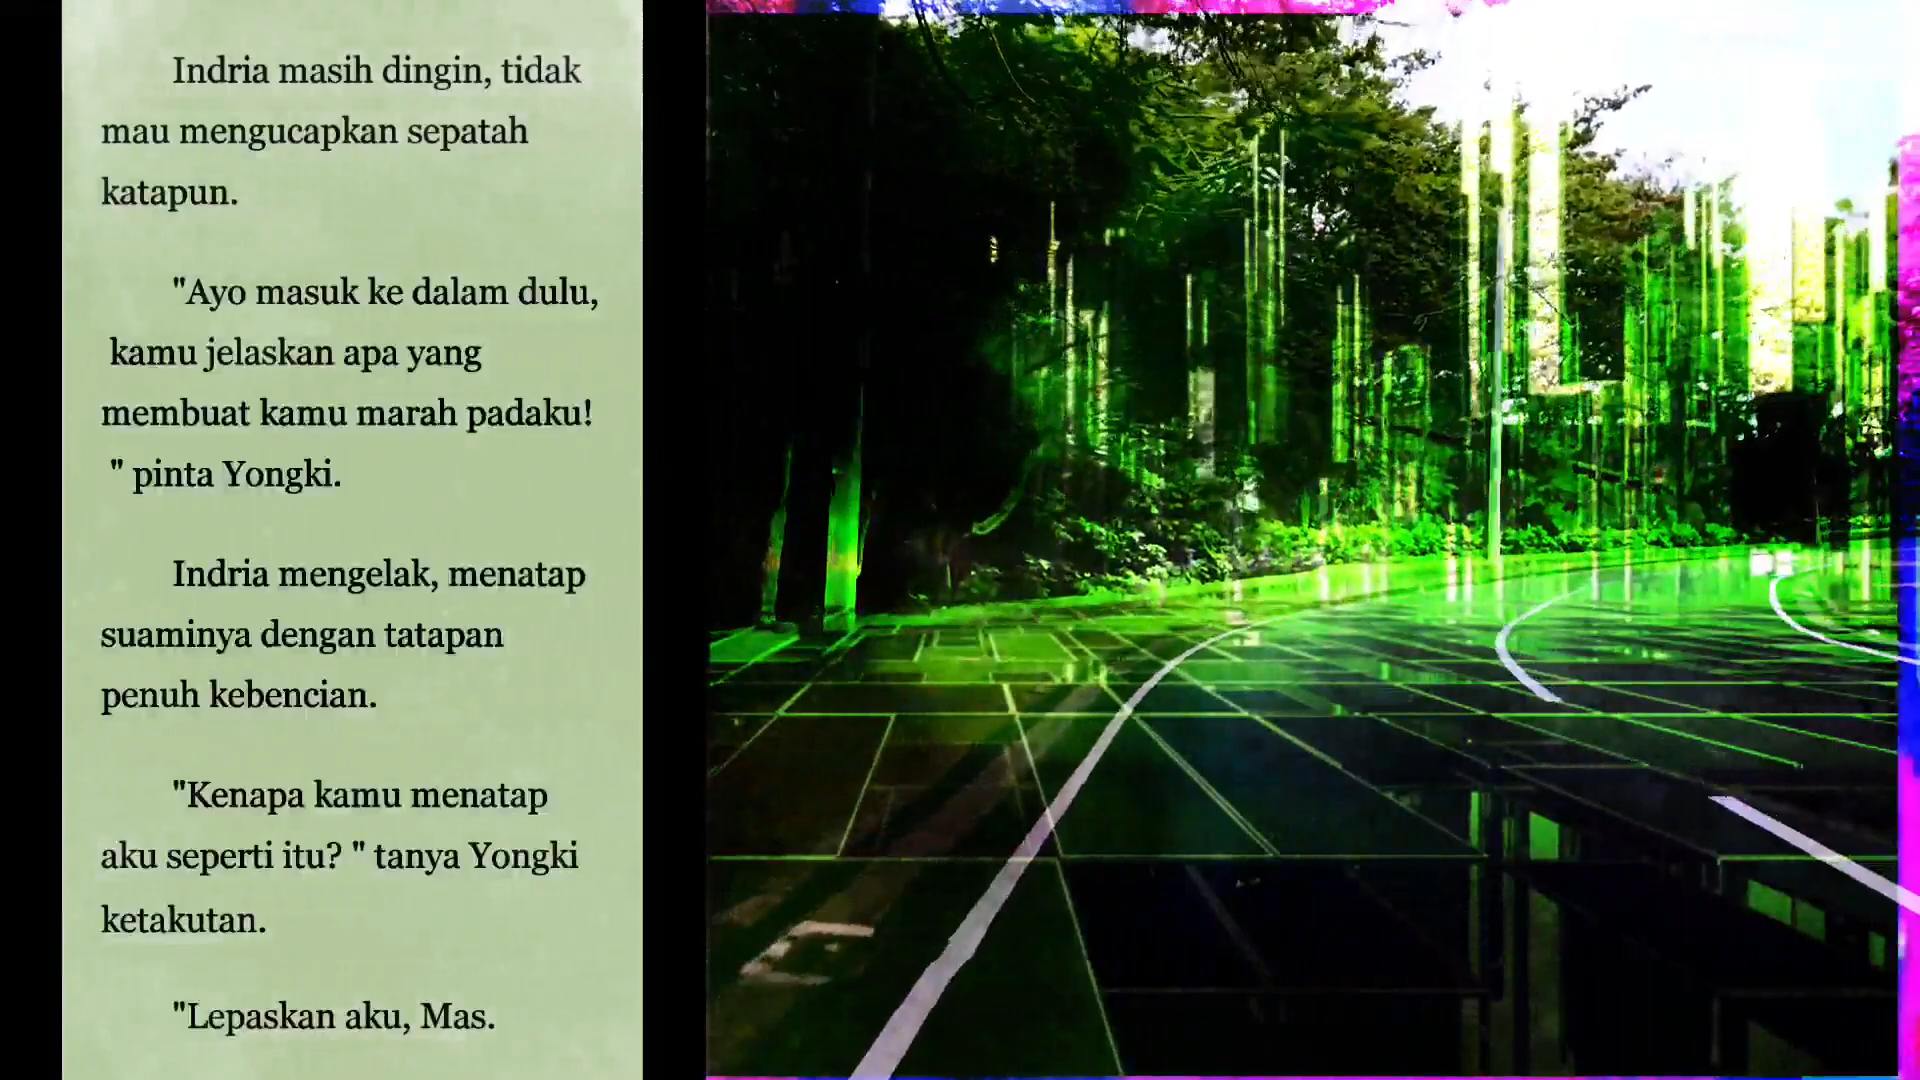 Indria masih dingin, tidak
mau mengucapkan sepatah
katapun.
"Ayo masuk ke dalam dulu,
kamu jelaskan apa yang
membuat kamu marah padaku!
" pinta Yongki.
Indria mengelak, menatap
suaminya dengan tatapan
penuh kebencian.
"Kenapa kamu menatap
aku seperti itu? " tanya Yongki
ketakutan.
"Lepaskan aku, Mas.